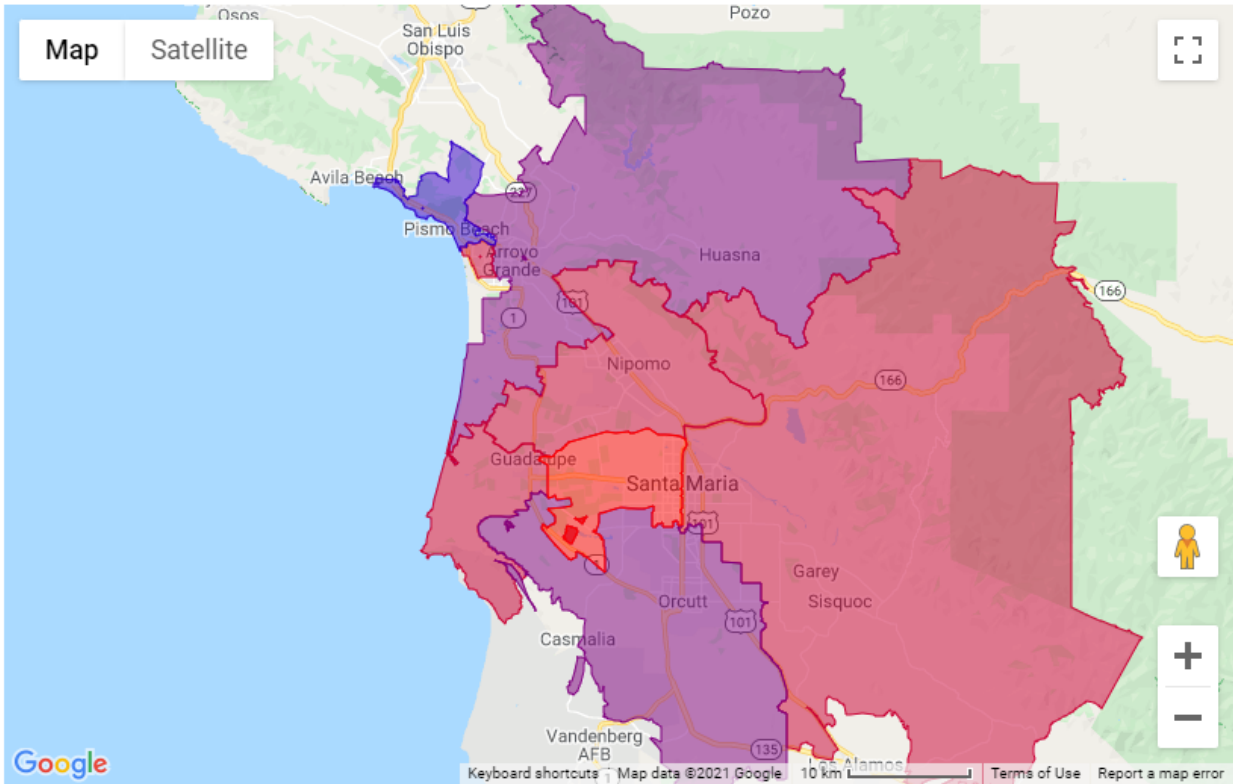 Osos
Pozo
Map
Satellite
San Luis
Obispo
Avila Beach
227
Pismo Beach
Arroyo
Grande
Huasna
166
101
1
Nipomo
166
Guadalupe
Santa Maria
101
1
Garey
Orcutt
Sisquoc
101
Casmalia
Vandenberg
AFB
135
Los Alamos
1
Google
Keyboard shortcuts
Map data ©2021 Google
10 km
Terms of Use
Report a map error